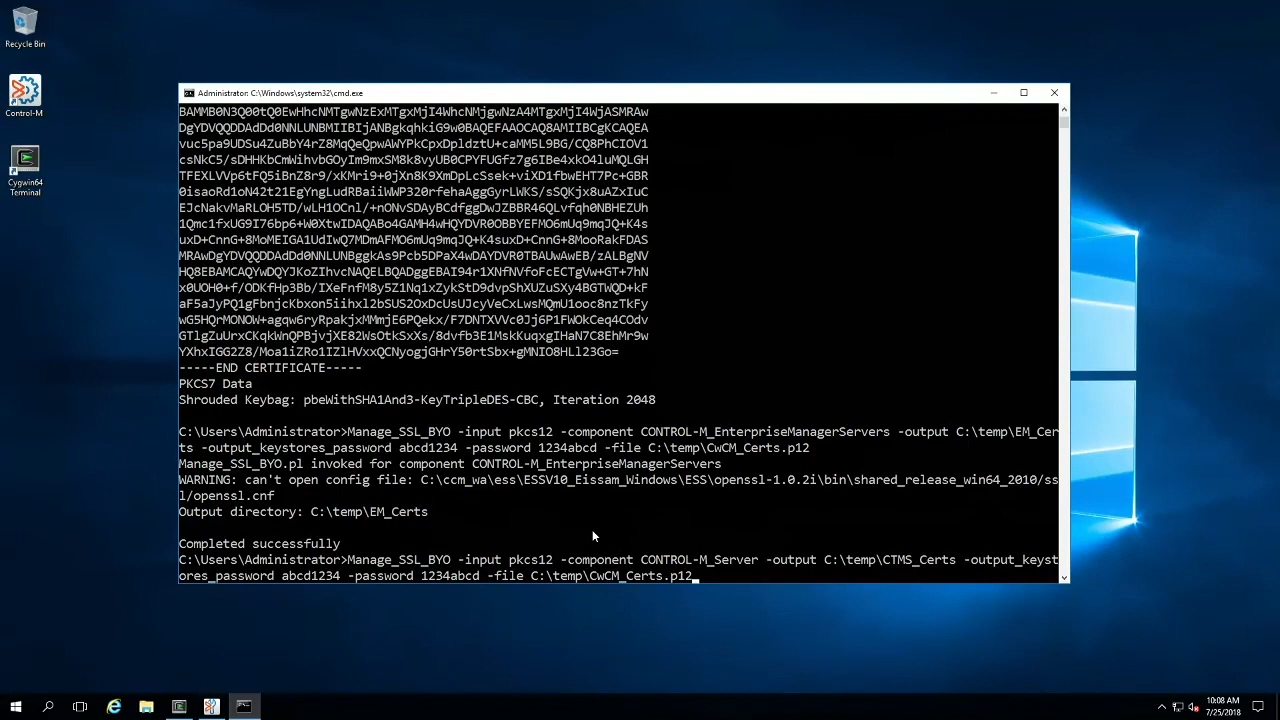 Recycle Bin
Control-M
Cygwin64
Terminal
Administrator: C:\Windows\system32\cmd.exe
BAMMB0N3Q00tQ0EwHhcNMTgwNzExMTgxMjI4WhcNMjgwNzA4MTgxMjI4WjASMRAw
DgYDVQQDDAdDd0NNLUNBMIIBIjANBgkqhkiG9w0BAQEFAAOCAQ8AMIIBCgKCAQEA
vuc5pa9UDSu4ZuBbY4rZ8MqQeQpwAWYPkCpxDpldztU+caMM5L9BG/CQ8PhCIOV1
csNkC5/sDHHKbCmWihvbGOyIm9mxSM8k8vyUB0CPYFUGfz7g6IBe4xkO4luMQLGH
TFEXLVVp6tFQ5iBnZ8r9/xKMri9+0jXn8K9XmDpLcSsek+viXD1fbwEHT7Pc+GBR
0isaoRd1oN42t21EgYngLudRBaiiWWP320rfehaAggGyrLWKS/sSQKjx8uAZxIuC
EJcNakvMaRLOH5TD/wLH1OCnl/+nONvSDAyBCdfggDwJZBBR46QLvfqh0NBHEZUh
1Qmc1fxUG9I76bp6+W0XtwIDAQABo4GAMH4wHQYDVR0OBBYEFMO6mUq9mqJQ+K4s
uxD+CnnG+8MoMEIGA1UdIwQ7MDmAFMO6mUq9mqJQ+K4suxD+CnnG+8MooRakFDAS
MRAwDgYDVQQDDAdDd0NNLUNBggkAs9Pcb5DPaX4wDAYDVR0TBAUwAwEB/zALBgNV
HQ8EBAMCAQYwDQYJKoZIhvcNAQELBQADggEBAI94r1XNfNVfoFcECTgVw+GT+7hN
x0UOH0+f/ODKfHp3Bb/IXeFnfM8y5Z1Nq1xZykStD9dvpShXUZuSXy4BGTWQD+kF
aF5aJyPQ1gFbnjcKbxon5iihxl2bSUS2OxDcUsUJcyVeCxLwsMQmU1ooc8nzTkFy
wG5HQrMONOW+agqw6ryRpakjxMMmjE6PQekx/F7DNTXVVc0Jj6P1FWOkCeq4COdv
GTlgZuUrxCKqkWnQPBjvjXE82WsOtkSxXs/8dvfb3E1MskKuqxgIHaN7C8EhMr9w
YXhxIGG2Z8/Moa1iZRo1IZlHVxxQCNyogjGHrY50rtSbx+gMNIO8HLl23Go=
-----END CERTIFICATE-----
PKCS7 Data
Shrouded Keybag: pbeWithSHA1And3-KeyTripleDES-CBC, Iteration 2048
C:\Users\Administrator>Manage_SSL_BYO -input pkcs12 -component CONTROL-M_EnterpriseManagerServers -output C:\temp\EM_Cer
ts -output_keystores_password abcd1234 -password 1234abcd -file C:\temp\CwCM_Certs.p12
Manage_SSL_BYO.pl invoked for component CONTROL-M_EnterpriseManagerServers
WARNING: can't open config file: C:\ccm_wa\ess\ESSV10_Eissam_Windows\ESS\openssl-1.0.2i\bin\shared_release_win64_2010/ss
l/openssl.cnf
Output directory: C:\temp\EM_Certs
Completed successfully
C:\Users\Administrator>Manage_SSL_BYO -input pkcs12 -component CONTROL-M_Server -output C:\temp\CTMS_Certs -output_keyst
ores_password abcd1234 -password 1234abcd -file C:\temp\CwCM_Certs.p12
10:08 AM
7/25/2018